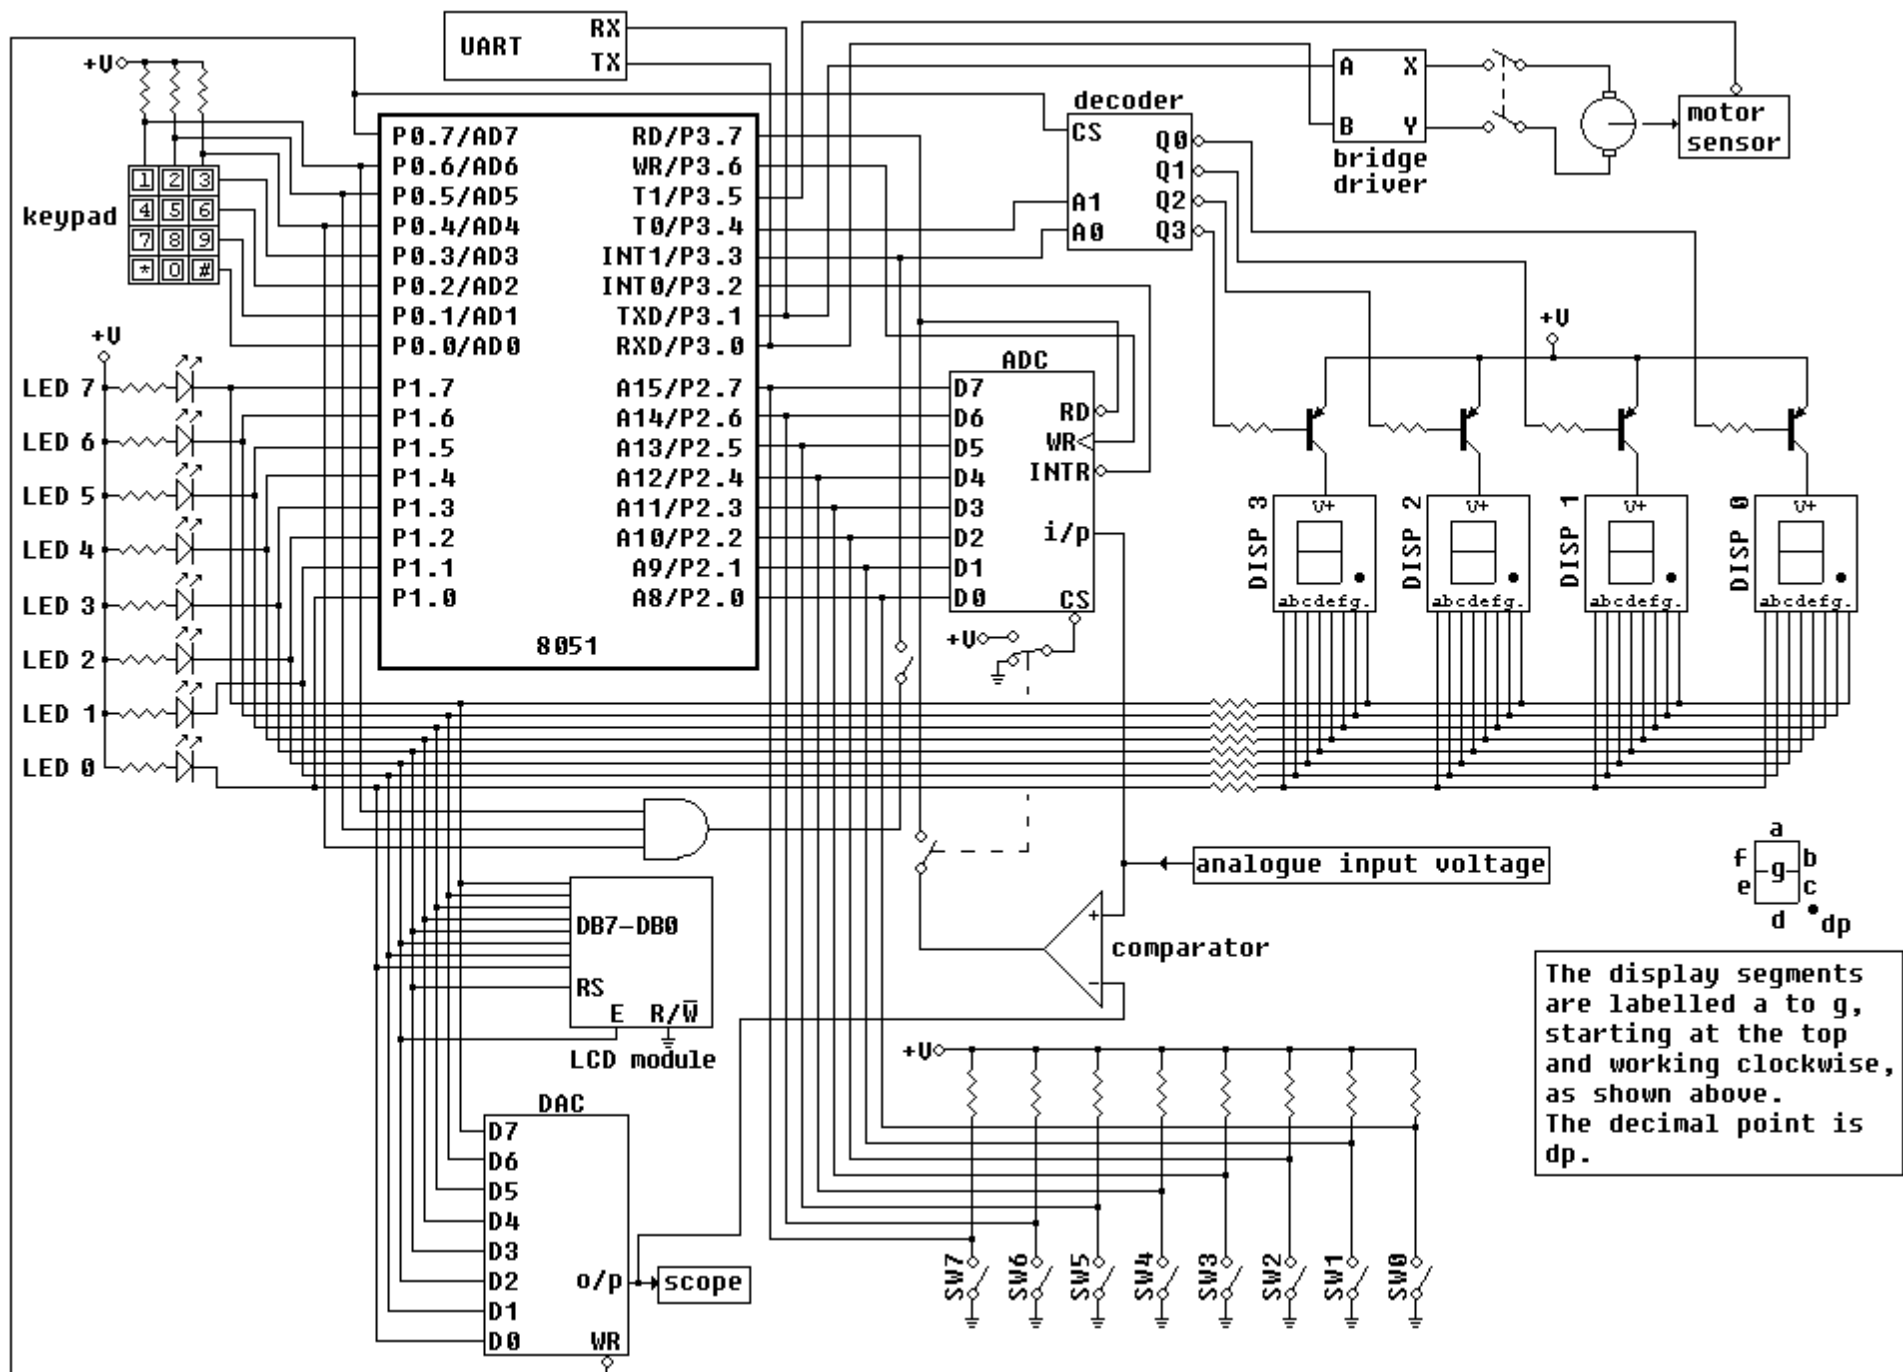 UART
RX
TX
+V
keypad
1 2 3
4 5 6
7 8 9
* 0 #
P0.7/AD7
P0.6/AD6
P0.5/AD5
P0.4/AD4
P0.3/AD3
P0.2/AD2
P0.1/AD1
P0.0/AD0
P1.7
P1.6
P1.5
P1.4
P1.3
P1.2
P1.1
P1.0
RD/P3.7
WR/P3.6
T1/P3.5
T0/P3.4
INT1/P3.3
INT0/P3.2
TXD/P3.1
RXD/P3.0
A15/P2.7
A14/P2.6
A13/P2.5
A12/P2.4
A11/P2.3
A10/P2.2
A9/P2.1
A8/P2.0
8051
+V
LED 7
LED 6
LED 5
LED 4
LED 3
LED 2
LED 1
LED 0
decoder
CS
A1
A0
Q0
Q1
Q2
Q3
A X
B Y
bridge
driver
motor
sensor
ADC
D7
D6
D5
D4
D3
D2
D1
D0
RD
WR
INTR
i/p
CS
+V
+V
DISP 3
V+
abcdefg.
DISP 2
V+
abcdefg.
DISP 1
V+
abcdefg.
DISP 0
V+
abcdefg.
analogue input voltage
+
comparator
−
DB7-DB0
RS
E R/W̅
LCD module
DAC
D7
D6
D5
D4
D3
D2
D1
D0
o/p
WR
scope
+V
SW7
SW6
SW5
SW4
SW3
SW2
SW1
SW0
a
f b
g
e c
d dp
The display segments
are labelled a to g,
starting at the top
and working clockwise,
as shown above.
The decimal point is
dp.